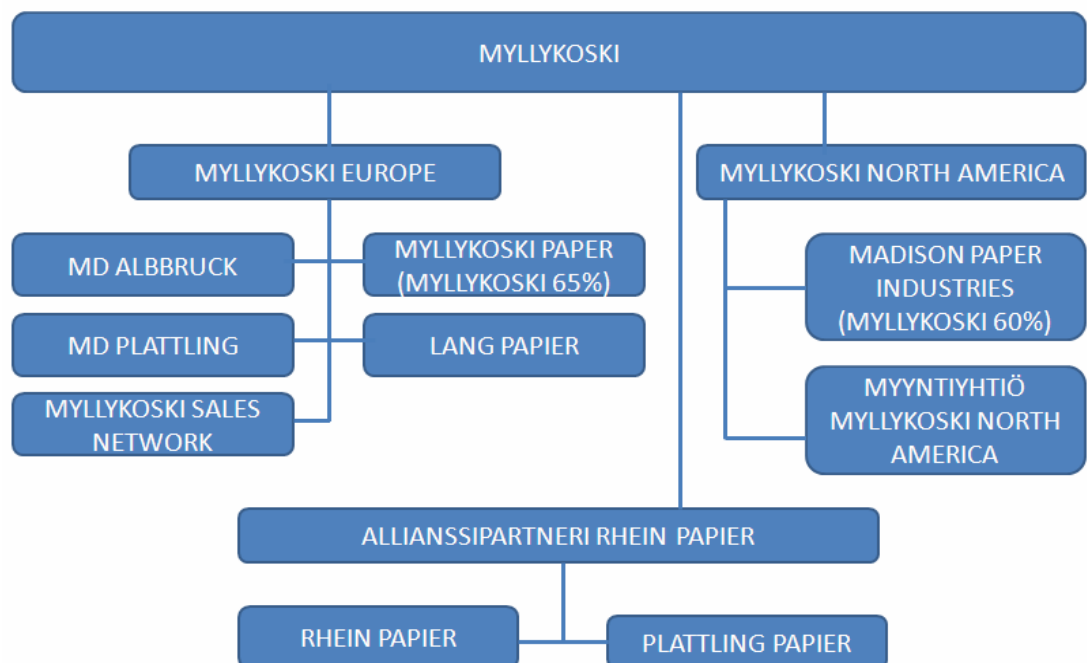 MYLLYKOSKI
MYLLYKOSKI EUROPE
MYLLYKOSKI NORTH AMERICA
MD ALBBRUCK
MYLLYKOSKI PAPER
(MYLLYKOSKI 65%)
MADISON PAPER
INDUSTRIES
(MYLLYKOSKI 60%)
MD PLATTLING
LANG PAPIER
MYLLYKOSKI SALES
NETWORK
MYYNTIYHTIÖ
MYLLYKOSKI NORTH
AMERICA
ALLIANSSIPARTNERI RHEIN PAPIER
RHEIN PAPIER
PLATTLING PAPIER